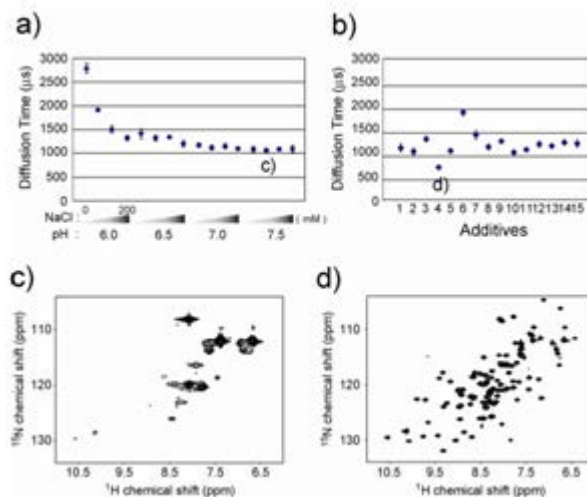 a)
Diffusion Time (µs)
3000
2500
2000
1500
1000
500
0
c)
NaCl :
0
200
( mM )
pH :
6.0
6.5
7.0
7.5
b)
Diffusion Time (µs)
3000
2500
2000
1500
1000
500
0
d)
1 2 3 4 5 6 7 8 9 10 11 12 13 14 15
Additives
c)
¹⁵N chemical shift (ppm)
110
120
130
10.5 9.5 8.5 7.5 6.5
¹H chemical shift (ppm)
d)
¹⁵N chemical shift (ppm)
110
120
130
10.5 9.5 8.5 7.5 6.5
¹H chemical shift (ppm)